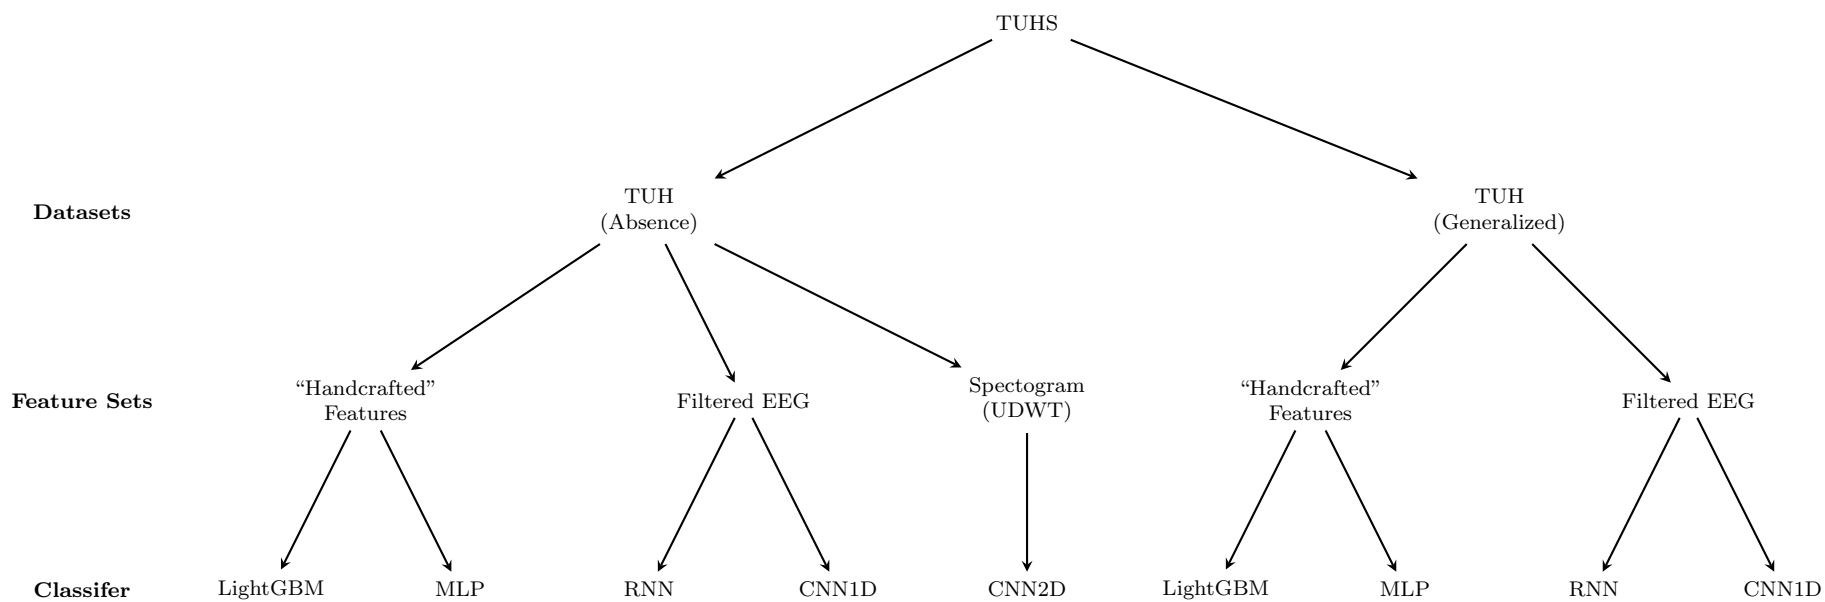 TUHS
Datasets
TUH
(Absence)
TUH
(Generalized)
Feature Sets
“Handcrafted”
Features
Filtered EEG
Spectogram
(UDWT)
“Handcrafted”
Features
Filtered EEG
Classifer
LightGBM
MLP
RNN
CNN1D
CNN2D
LightGBM
MLP
RNN
CNN1D